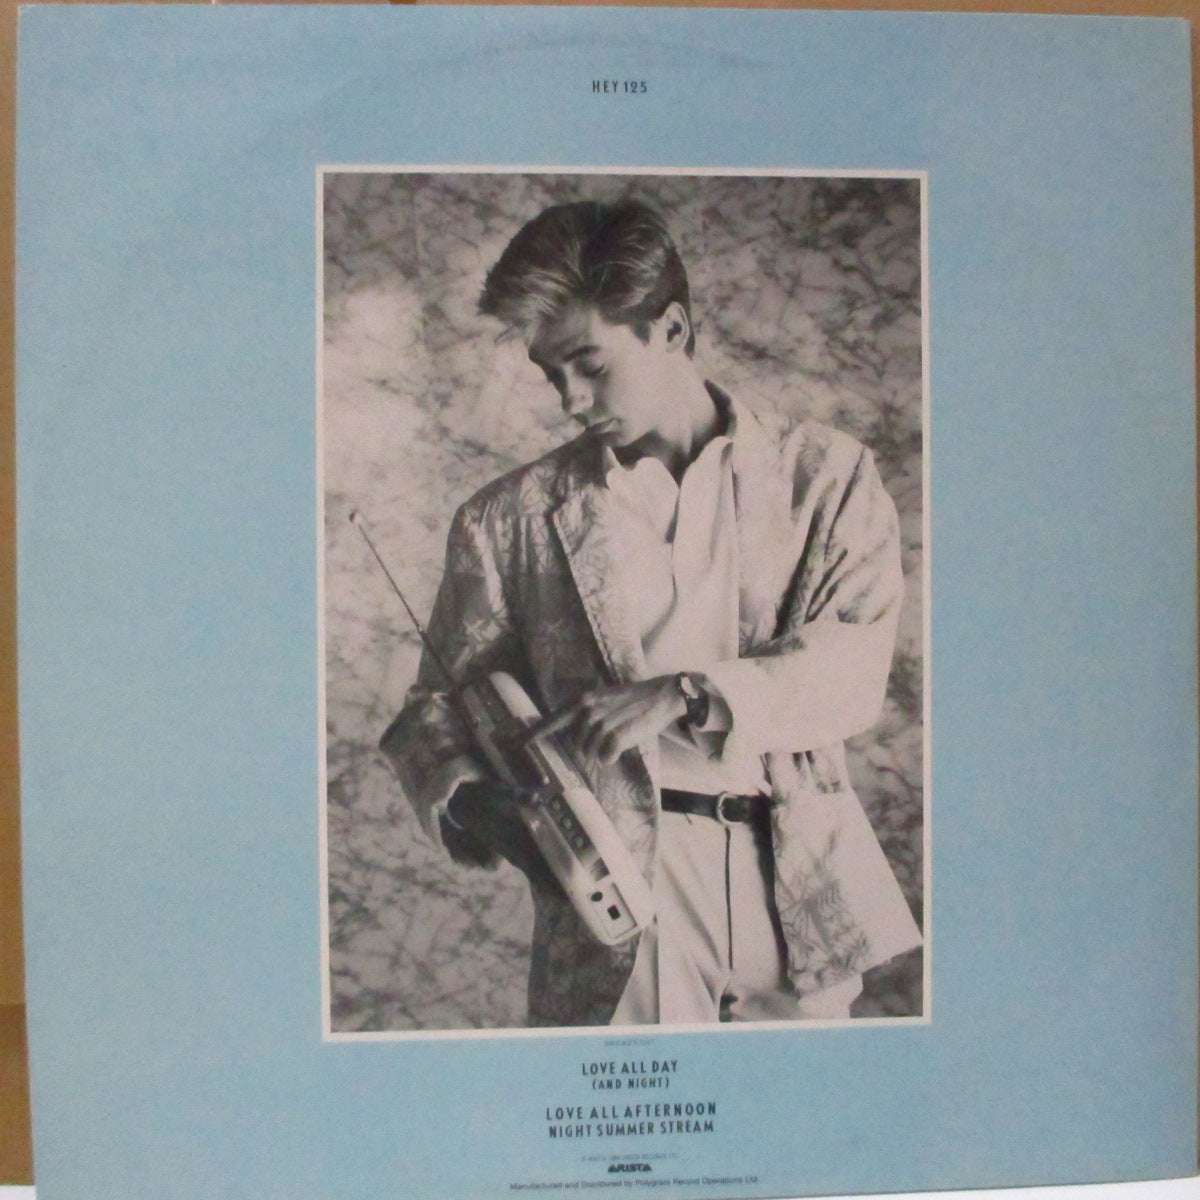 HEY 125
LOVE ALL DAY
(AND NIGHT)
LOVE ALL AFTERNOON
NIGHT SUMMER STREAM
ARISTA
Manufactured and Distributed by Polygram Record Operations Ltd.